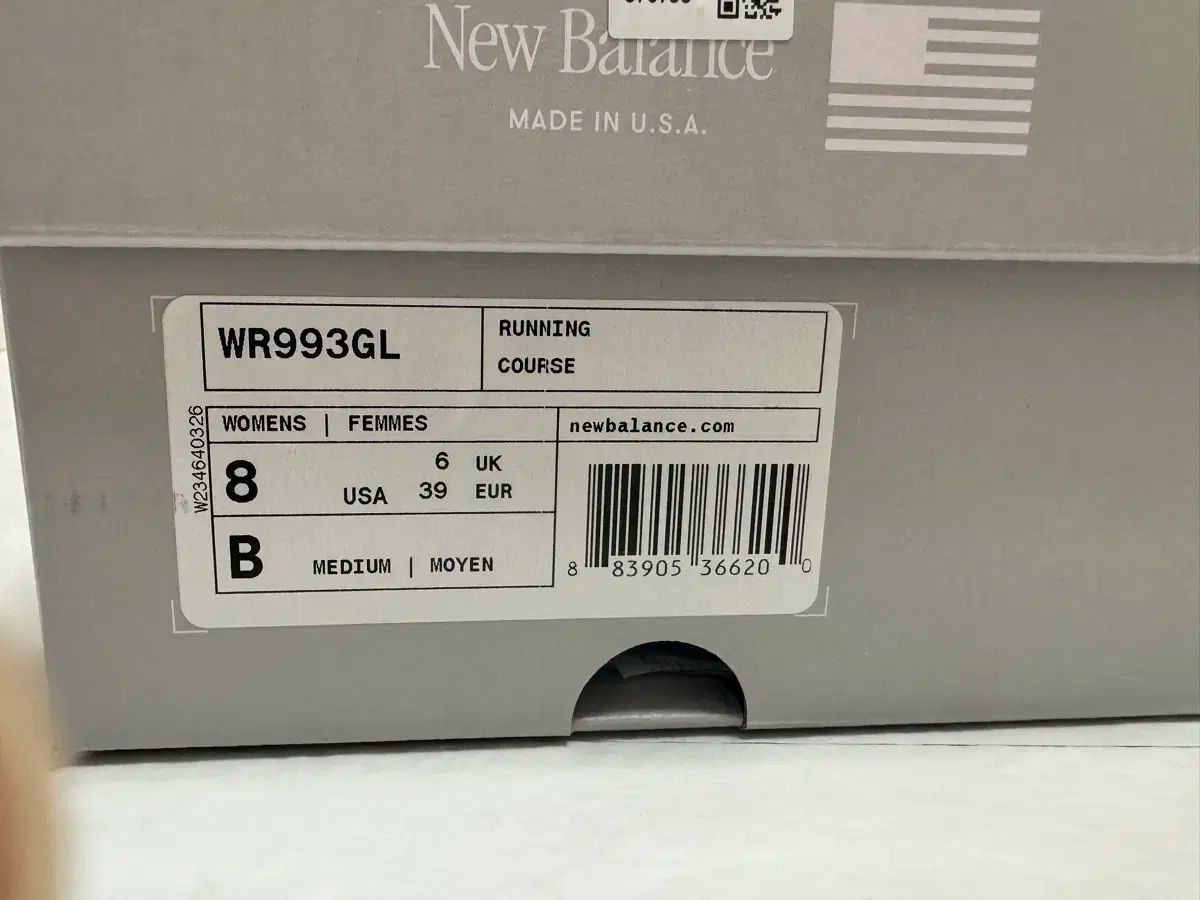 New Balance
MADE IN U.S.A.
WR993GL
RUNNING
COURSE
W234640326
WOMENS | FEMMES
newbalance.com
8 USA
6 UK
39 EUR
B MEDIUM | MOYEN
8 83905 36620 0